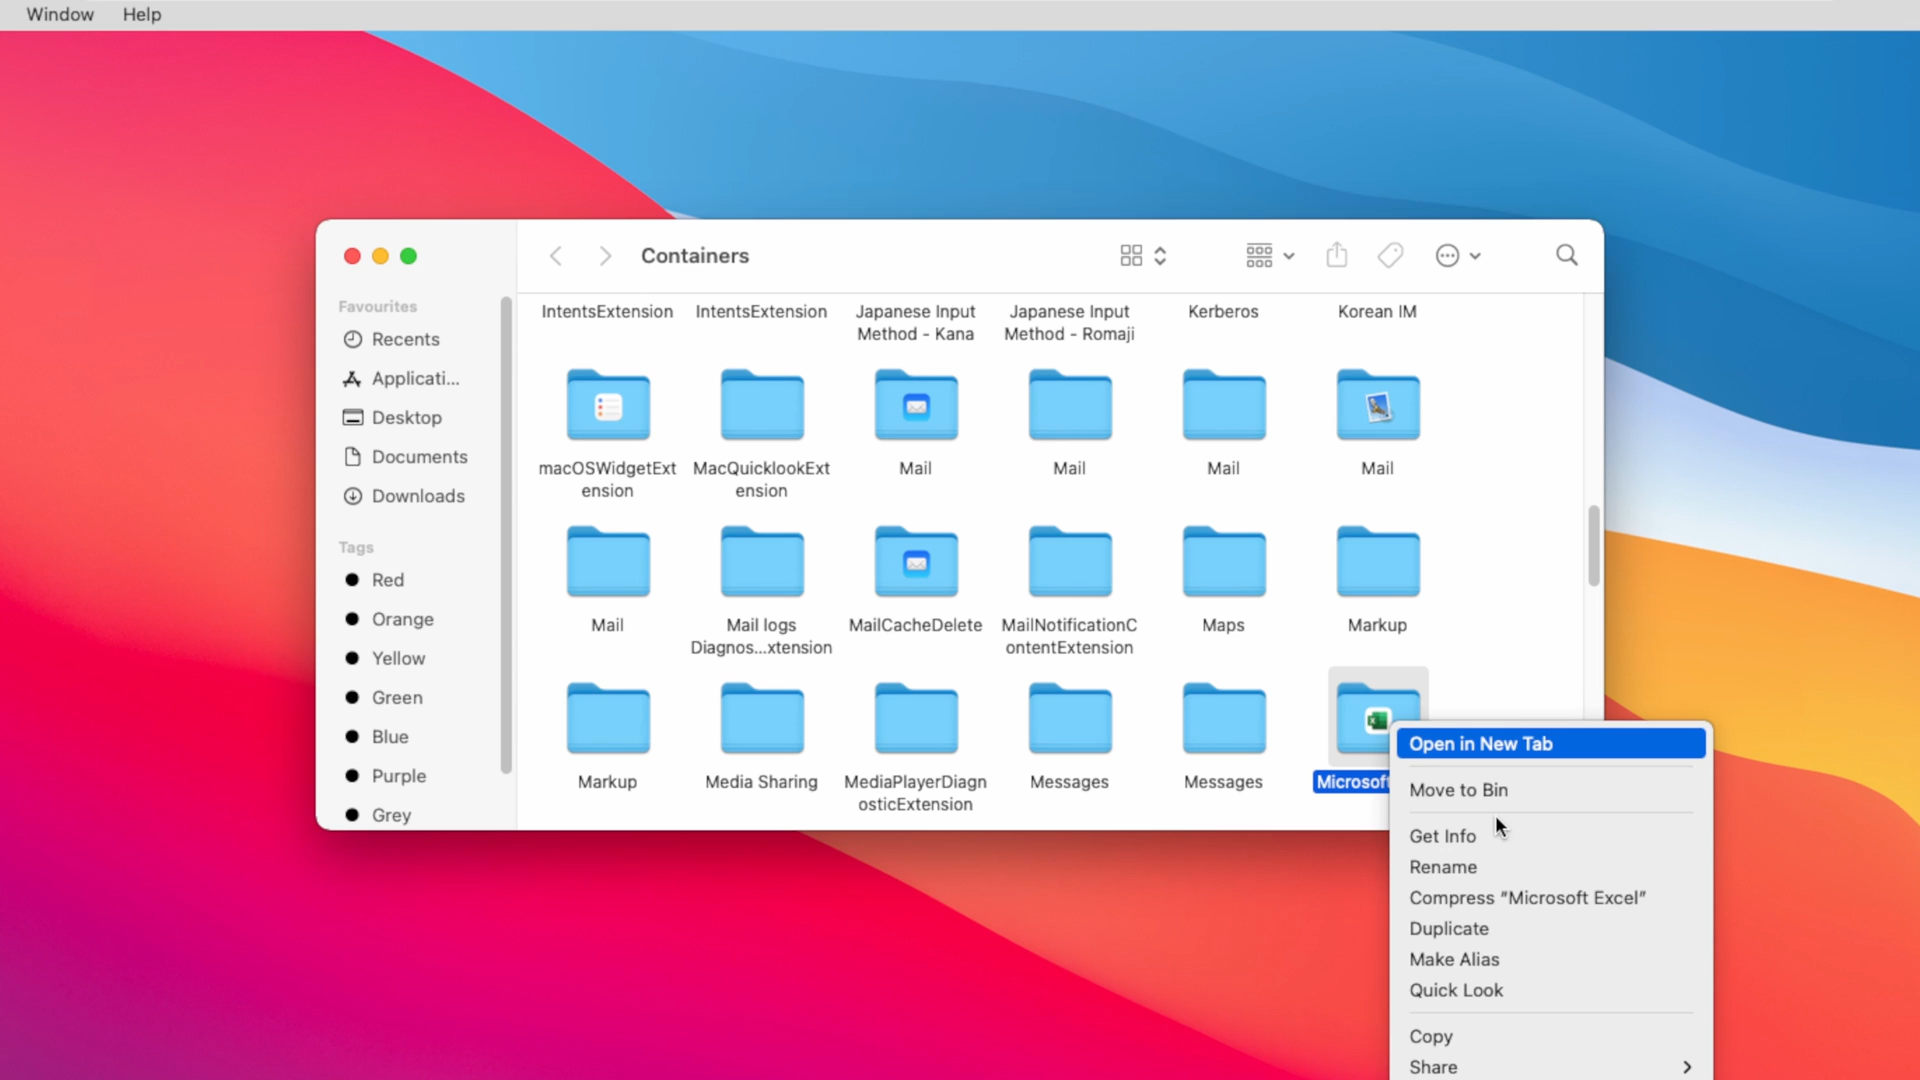 Window Help
Containers
Favourites
Recents
Applicati...
Desktop
Documents
Downloads
Tags
Red
Orange
Yellow
Green
Blue
Purple
Grey
IntentsExtension IntentsExtension Japanese Input Japanese Input Kerberos Korean IM
Method - Kana Method - Romaji
macOSWidgetExt MacQuicklookExt Mail Mail Mail Mail
ension ension
Mail Mail logs MailCacheDelete MailNotificationC Maps Markup
Diagnos...xtension ontentExtension
Markup Media Sharing MediaPlayerDiagn Messages Messages Microsoft
osticExtension
Open in New Tab
Move to Bin
Get Info
Rename
Compress "Microsoft Excel"
Duplicate
Make Alias
Quick Look
Copy
Share